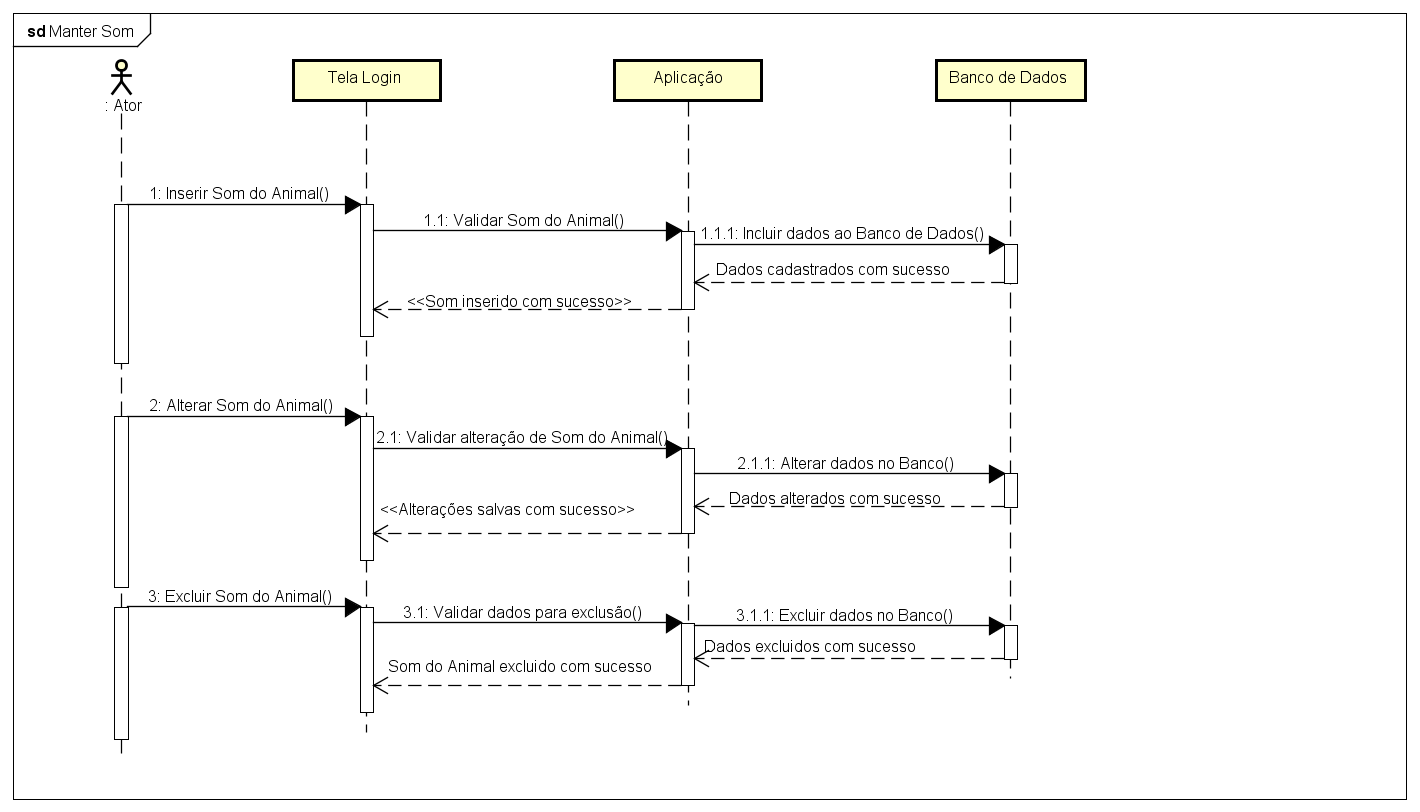 sd Manter Som
: Ator
Tela Login
Aplicação
Banco de Dados
1: Inserir Som do Animal()
1.1: Validar Som do Animal()
1.1.1: Incluir dados ao Banco de Dados()
Dados cadastrados com sucesso
<<Som inserido com sucesso>>
2: Alterar Som do Animal()
2.1: Validar alteração de Som do Animal()
2.1.1: Alterar dados no Banco()
Dados alterados com sucesso
<<Alterações salvas com sucesso>>
3: Excluir Som do Animal()
3.1: Validar dados para exclusão()
3.1.1: Excluir dados no Banco()
Dados excluidos com sucesso
Som do Animal excluido com sucesso